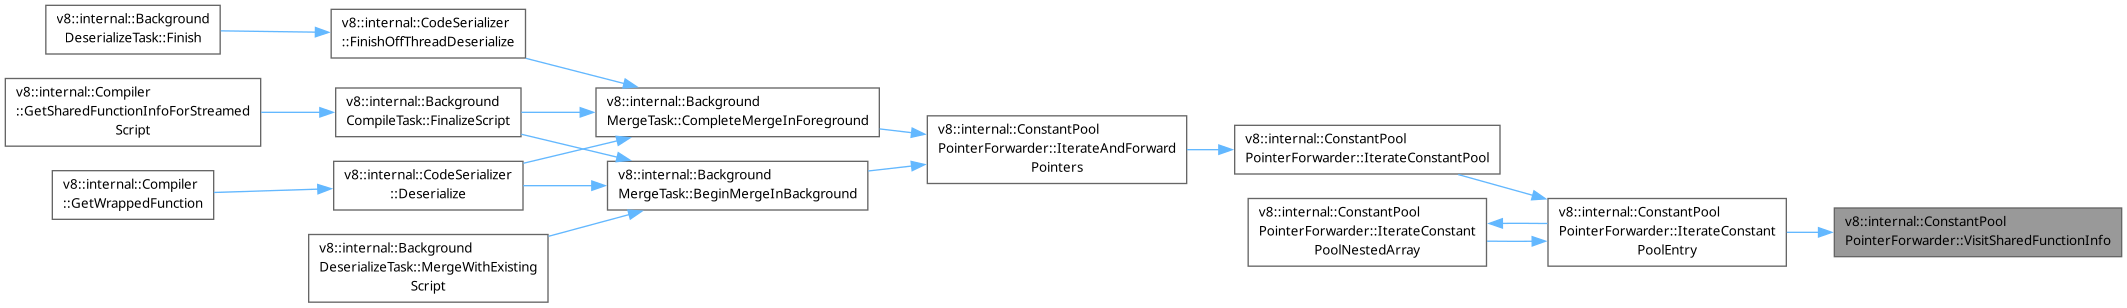 v8::internal::Background
DeserializeTask::Finish
v8::internal::CodeSerializer
::FinishOffThreadDeserialize
v8::internal::Compiler
::GetSharedFunctionInfoForStreamed
Script
v8::internal::Background
CompileTask::FinalizeScript
v8::internal::Background
MergeTask::CompleteMergeInForeground
v8::internal::ConstantPool
PointerForwarder::IterateAndForward
Pointers
v8::internal::ConstantPool
PointerForwarder::IterateConstantPool
v8::internal::Compiler
::GetWrappedFunction
v8::internal::CodeSerializer
::Deserialize
v8::internal::Background
MergeTask::BeginMergeInBackground
v8::internal::ConstantPool
PointerForwarder::IterateConstant
PoolNestedArray
v8::internal::ConstantPool
PointerForwarder::IterateConstant
PoolEntry
v8::internal::ConstantPool
PointerForwarder::VisitSharedFunctionInfo
v8::internal::Background
DeserializeTask::MergeWithExisting
Script